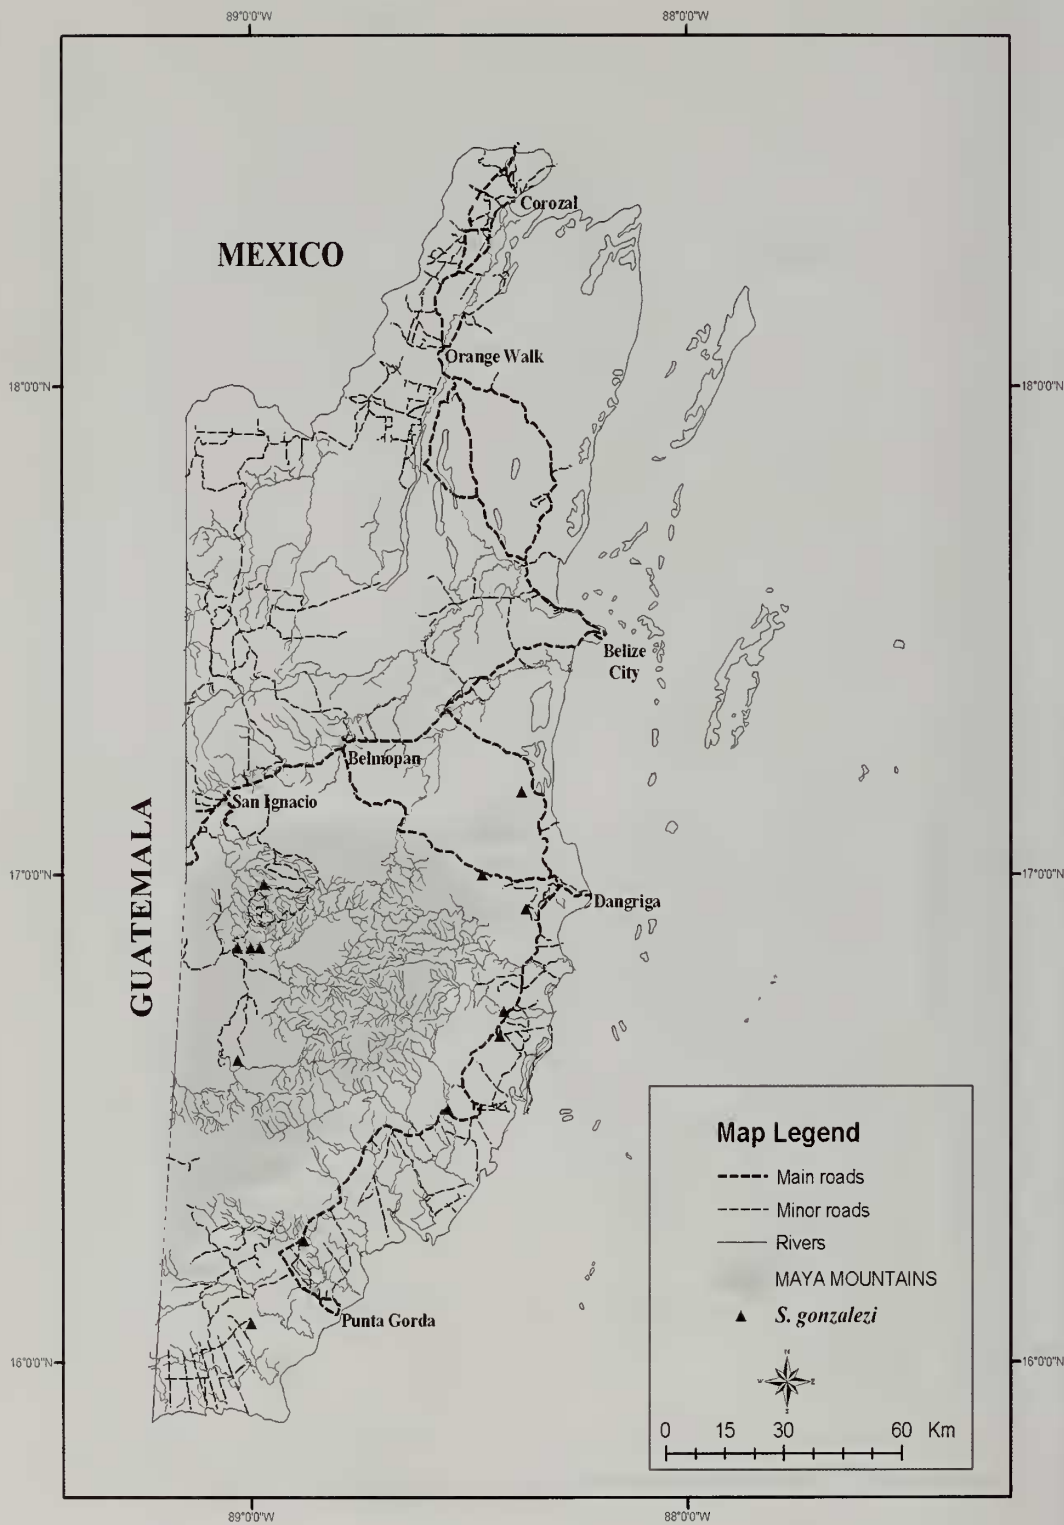 89°0'0"W
88°0'0"W
Corozal
MEXICO
Orange Walk
18°0'0"N
18°0'0"N
Belize
City
Belmopan
San Ignacio
GUATEMALA
17°0'0"N
17°0'0"N
Dangriga
Map Legend
Main roads
Minor roads
Rivers
MAYA MOUNTAINS
S. gonzalezi
Punta Gorda
16°0'0"N
16°0'0"N
N
W
E
S
0 15 30 60 Km
89°0'0"W
88°0'0"W